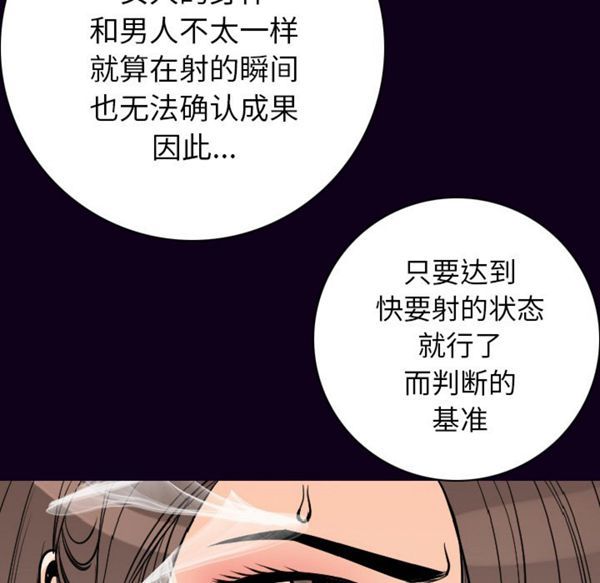 和男人不太一样
就算在射的瞬间
也无法确认成果
因此...
只要达到
快要射的状态
就行了
而判断的
基准